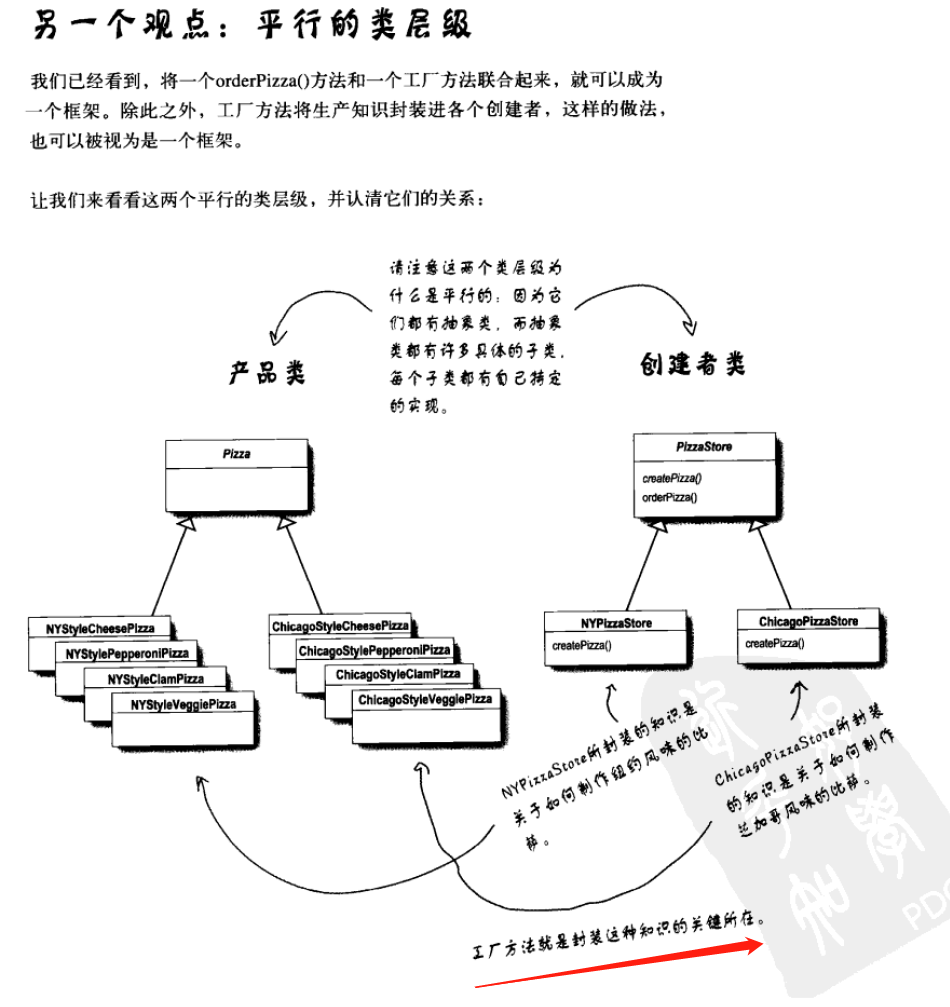 另一个观点：平行的类层级
我们已经看到，将一个orderPizza()方法和一个工厂方法联合起来，就可以成为
一个框架。除此之外，工厂方法将生产知识封装进各个创建者，这样的做法，
也可以被视为是一个框架。
让我们来看看这两个平行的类层级，并认清它们的关系：
请注意这两个类层级为
什么是平行的：因为它
们都有抽象类，而抽象
类都有许多具体的子类，
每个子类都有自己特定
的实现。
产品类
创建者类
Pizza
PizzaStore
createPizza()
orderPizza()
NYStyleCheesePizza
NYStylePepperoniPizza
NYStyleClamPizza
NYStyleVeggiePizza
ChicagoStyleCheesePizza
ChicagoStylePepperoniPizza
ChicagoStyleClamPizza
ChicagoStyleVeggiePizza
NYPizzaStore
createPizza()
ChicagoPizzaStore
createPizza()
NYPizzaStore所封装的知识是
关于如何制作纽约风味的比
萨。
ChicagoPizzaStore所封装
的知识是关于如何制作
芝加哥风味的比萨。
工厂方法就是封装这种知识的关键所在。